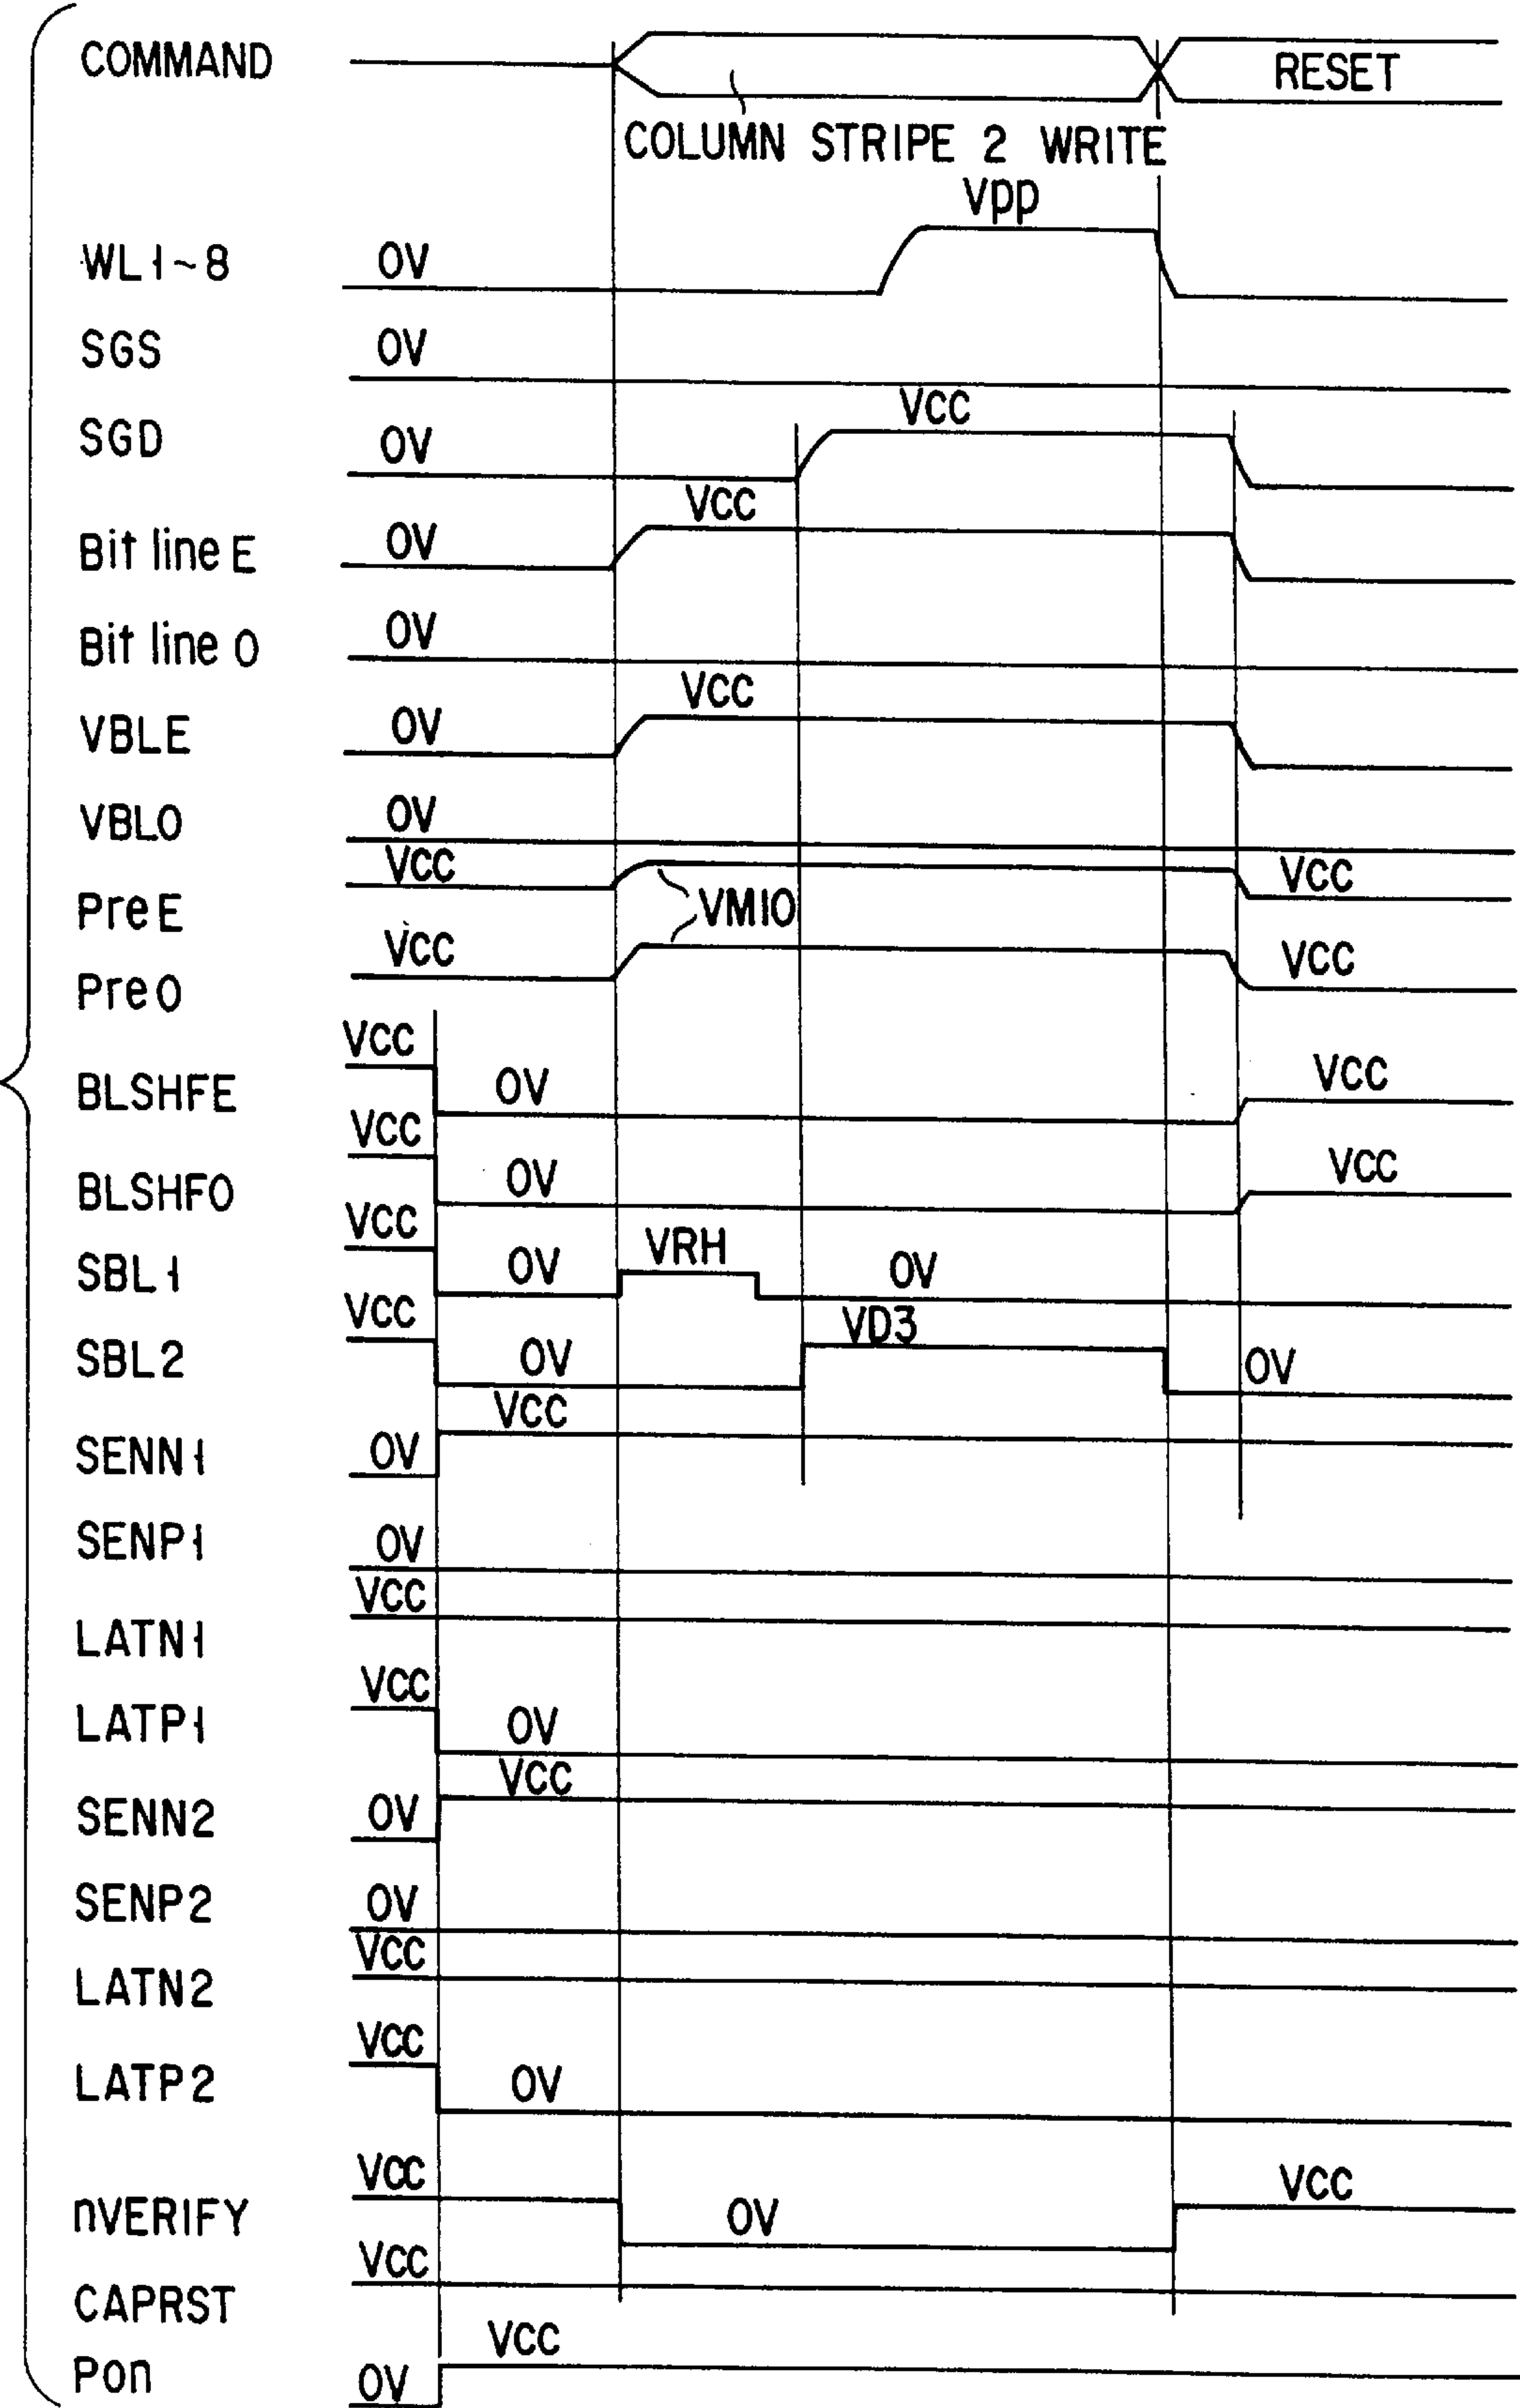 COMMAND
RESET
COLUMN STRIPE 2 WRITE
Vpp
WL1~8 0V
SGS 0V
VCC
SGD 0V
VCC
Bit line E 0V
Bit line O 0V
VCC
VBLE 0V
VBLO 0V
VCC VCC
PreE VM10
VCC VCC
PreO
VCC
BLSHFE 0V VCC
VCC
BLSHFO 0V VCC
VCC VRH
SBL1 0V 0V
VCC VD3
SBL2 0V 0V
VCC
SENN1 0V
SENP1 0V
VCC
LATN1
VCC
LATP1 0V
VCC
SENN2 0V
SENP2 0V
VCC
LATN2
VCC
LATP2 0V
VCC VCC
nVERIFY 0V
VCC
CAPRST
VCC
Pon 0V